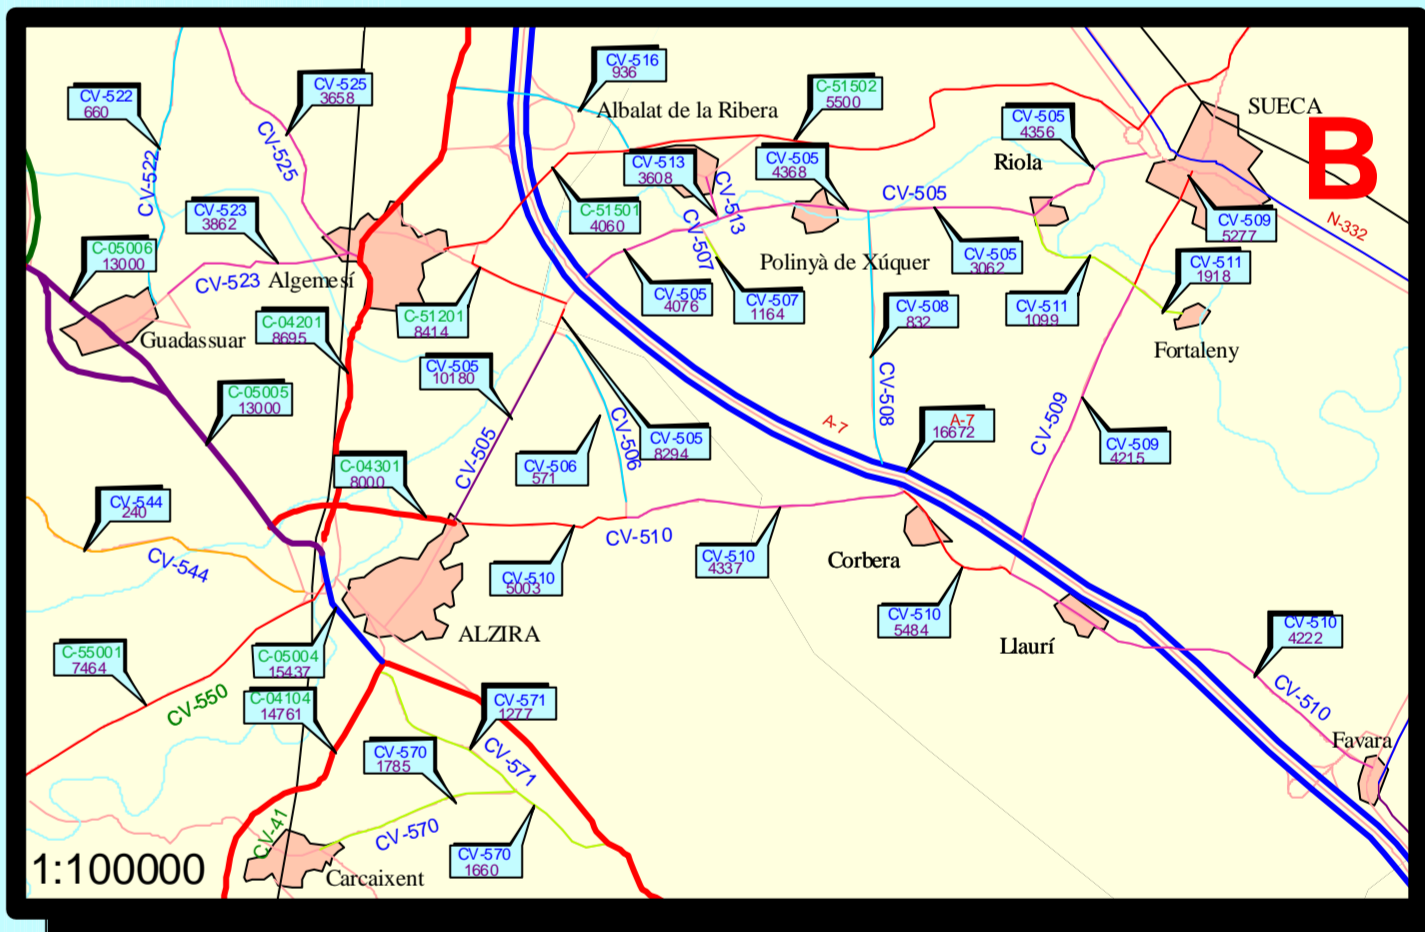 CV-516
936
CV-525
3658
CV-522
660
C-51502
5500
Albalat de la Ribera
SUECA
B
CV-505
4356
CV-525
CV-522
Riola
CV-513
3608
CV-505
4368
CV-513
CV-505
CV-523
3862
C-51501
4060
CV-509
5277
N-332
C-05006
13000
CV-507
Polinyà de Xúquer
CV-505
3062
CV-511
1918
CV-523
Algemesí
CV-505
4076
CV-507
1164
CV-508
832
CV-511
1099
C-04201
8695
C-51201
8414
Guadassuar
Fortaleny
CV-505
10180
C-05005
13000
CV-508
A-7
A-7
16672
CV-509
CV-505
CV-506
CV-505
8294
CV-509
4215
CV-506
571
C-04301
8000
CV-544
240
CV-510
CV-510
4337
Corbera
CV-544
CV-510
5003
CV-510
5484
ALZIRA
Llaurí
CV-510
4222
C-55001
7464
C-05004
15437
CV-550
C-04104
14761
CV-571
1277
CV-510
CV-570
1785
CV-571
Favara
CV-41
CV-570
CV-570
1660
1:100000
Carcaixent